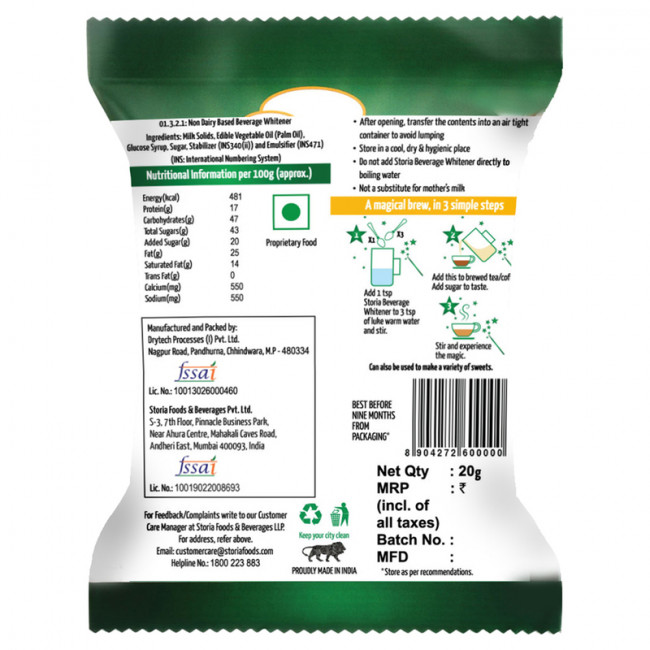 01.3.2.1: Non Dairy Based Beverage Whitener
Ingredients: Milk Solids, Edible Vegetable Oil (Palm Oil),
Glucose Syrup, Sugar, Stabilizer (INS340(ii)) and Emulsifier (INS471)
(INS: International Numbering System)
Nutritional Information per 100g (approx.)
Energy(kcal) 481
Protein(g) 17
Carbohydrates(g) 47
Total Sugars(g) 43
Added Sugar(g) 20
Fat(g) 25
Saturated Fat(g) 14
Trans Fat(g) 0
Calcium(mg) 550
Sodium(mg) 550
Proprietary Food
Manufactured and Packed by:
Drytech Processes (I) Pvt. Ltd.
Nagpur Road, Pandhurna, Chhindwara, M.P - 480334
fssai
Lic. No.: 10013026000460
Storia Foods & Beverages Pvt. Ltd.
S-3, 7th Floor, Pinnacle Business Park,
Near Ahura Centre, Mahakali Caves Road,
Andheri East, Mumbai 400093, India
fssai
Lic. No.: 10019022008693
For Feedback/Complaints write to our Customer
Care Manager at Storia Foods & Beverages LLP.
For address, refer above.
Email: customercare@storiafoods.com
Helpline No.: 1800 223 883
Keep your city clean
PROUDLY MADE IN INDIA
• After opening, transfer the contents into an air tight
container to avoid lumping
• Store in a cool, dry & hygienic place
• Do not add Storia Beverage Whitener directly to
boiling water
• Not a substitute for mother's milk
A magical brew, in 3 simple steps
1
X1
X3
Add 1 tsp
Storia Beverage
Whitener to 3 tsp
of luke warm water
and stir.
2
Add this to brewed tea/cof
Add sugar to taste.
3
Stir and experience
the magic.
Can also be used to make a variety of sweets.
BEST BEFORE
NINE MONTHS
FROM
PACKAGING*
8 904272 600000
Net Qty : 20g
MRP : ₹
(incl. of
all taxes)
Batch No. :
MFD :
*Store as per recommendations.